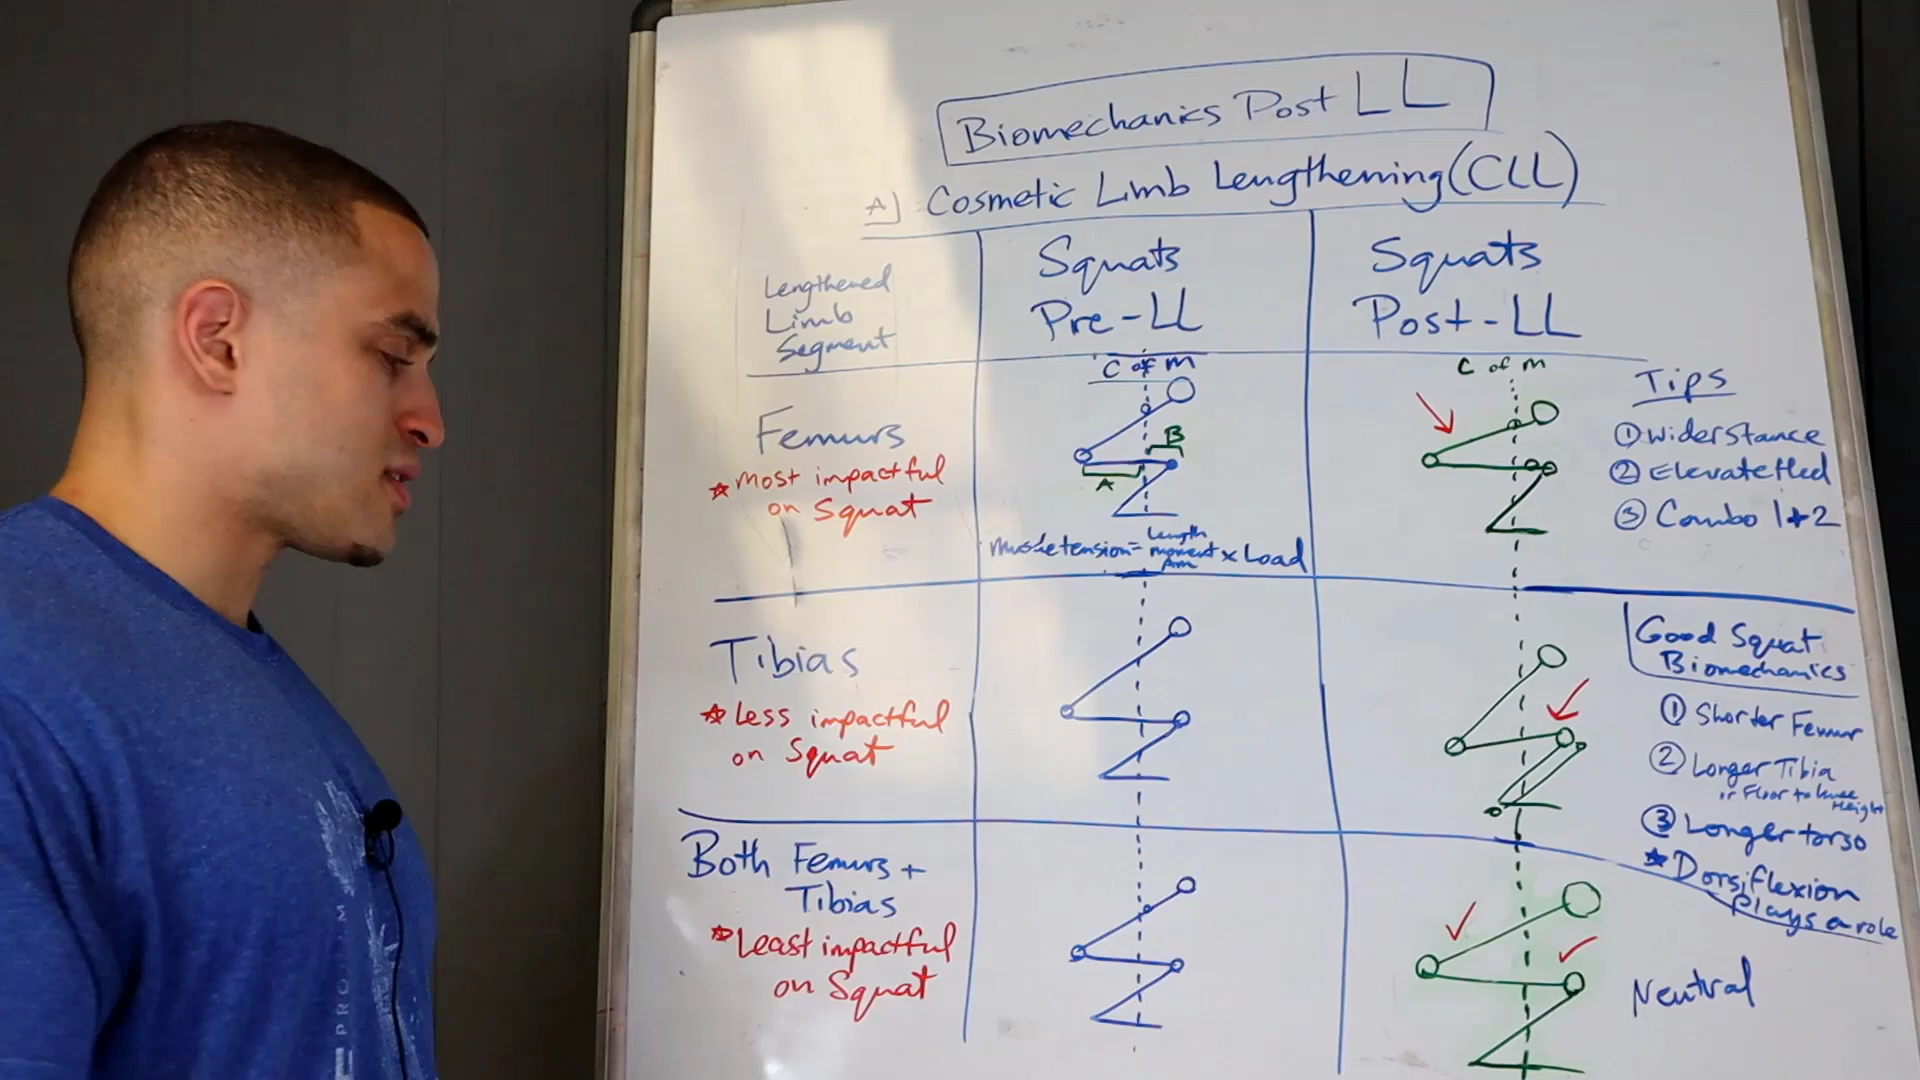 Biomechanics Post LL
A) Cosmetic Limb Lengthening (CLL)
Lengthened
Limb
Segment
Squats
Pre-LL
Squats
Post-LL
C of M
C of M
Femurs
☆ most impactful
on Squat
B
A
Muscle tension = Length moment Arm x Load
Tips
① Wider Stance
② Elevate Heel
③ Combo 1+2
Tibias
☆ Less impactful
on Squat
Good Squat
Biomechanics
① Shorter Femur
② Longer Tibia
or Floor to knee
Height
③ Longer torso
☆ Dorsiflexion
Plays a role
Both Femurs +
Tibias
☆ Least impactful
on Squat
Neutral
PROJAM